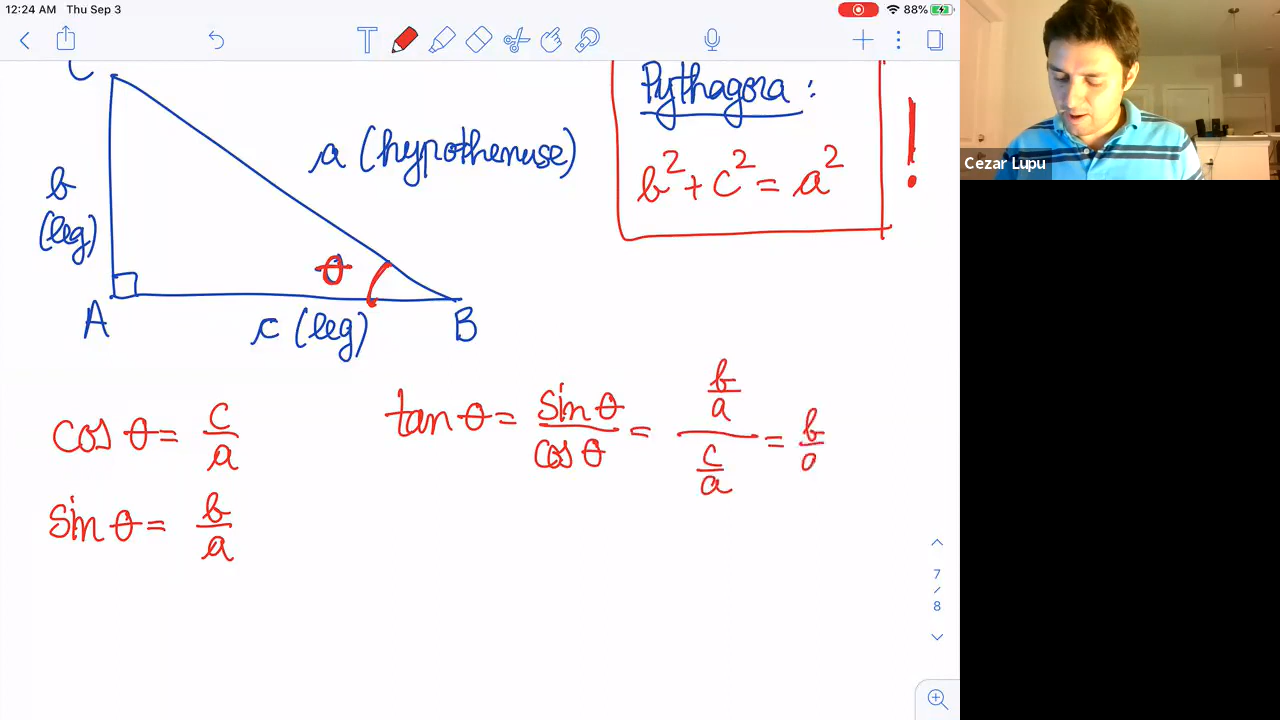 12:24 AM Thu Sep 3
88%
C
Pythagora :
a (hypothenuse)
!
b² + c² = a²
b
(leg)
θ
A
c (leg)
B
cos θ = c/a
tan θ = sin θ / cos θ = (b/a) / (c/a) = b/
sin θ = b/a
7
/
8
T
Cezar Lupu